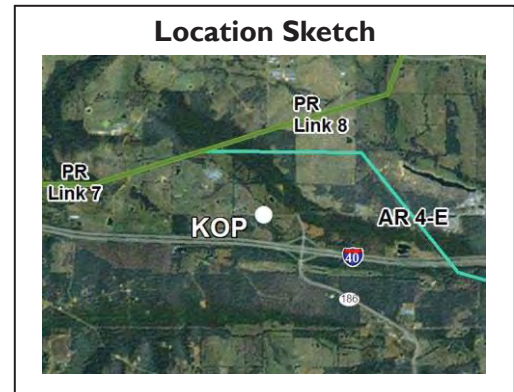 Location Sketch
PR
Link 8
PR
Link 7
AR 4-E
KOP
40
186